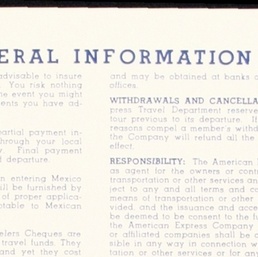 ERAL INFORMATION
advisable to insure
You risk nothing
he event you might
ents you have ad-
partial payment in-
hrough your local
Final payment
departure.
n entering Mexico
ill be furnished by
of proper applica-
ptable to Mexican
elers Cheques are
travel funds. They
and yet they cost
and may be obtained at banks
offices.
WITHDRAWALS AND CANCELLA
press Travel Department reserve
tour previous to its departure. If
reasons compel a member's withd
the Company will refund all the
effect.
RESPONSIBILITY: The American
as agent for the owners or cont
transportation or other services an
ject to any and all terms and co
means of transportation or other
vided, and the issuance and acce
be deemed to be consent to the fu
the American Express Company
or affiliated companies shall be
sible in any way in connection w
tation or other services or for an